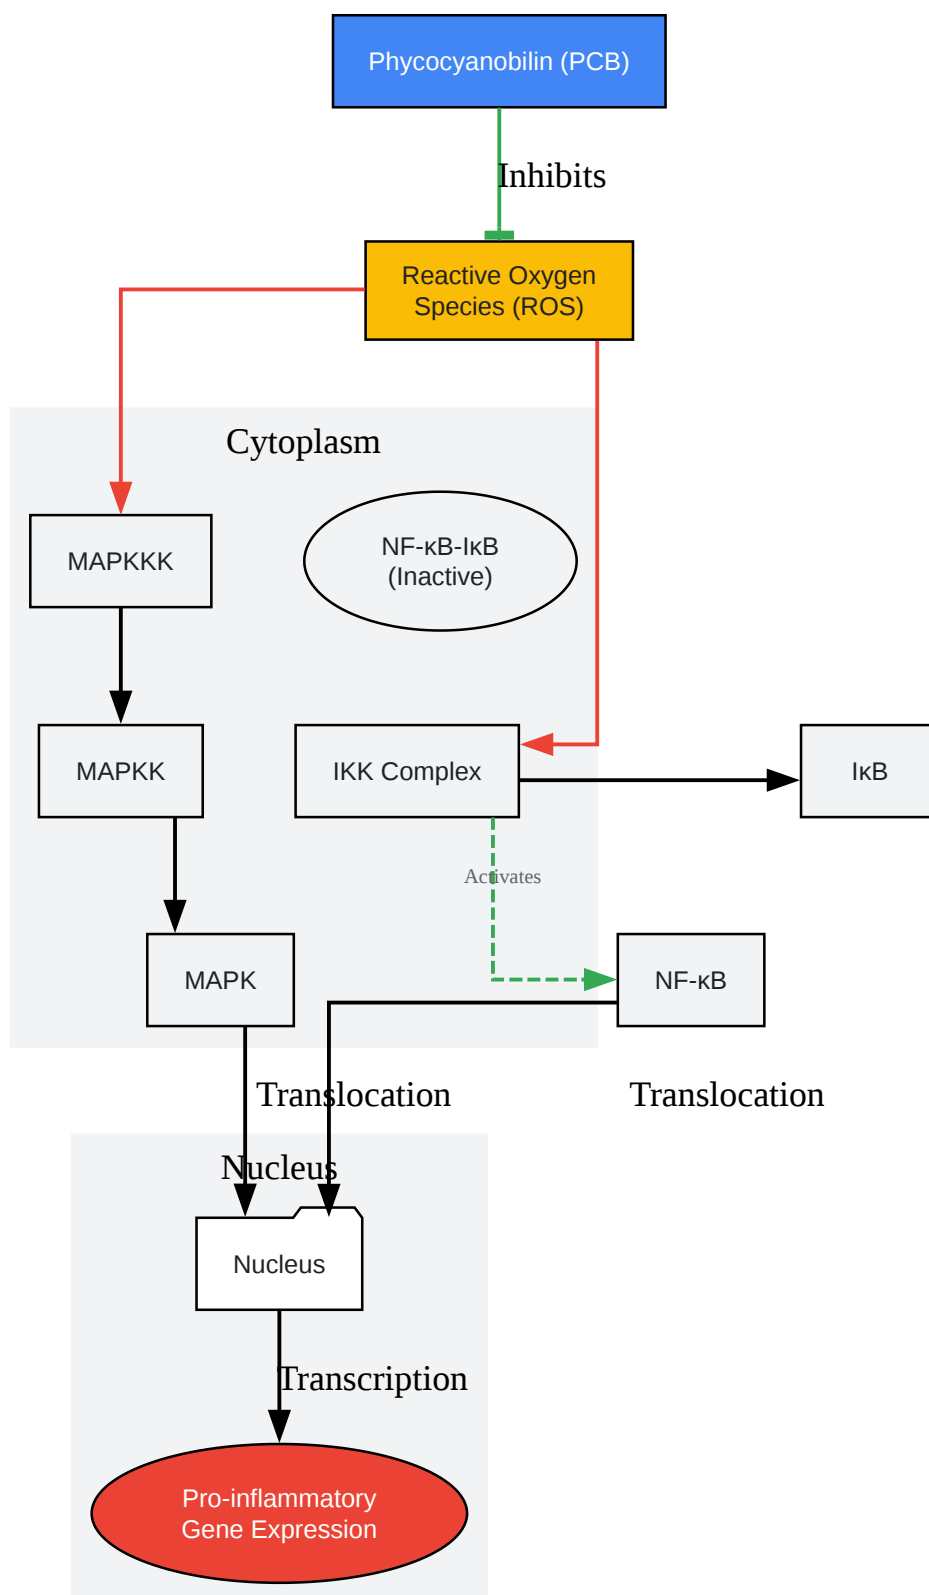 Phycocyanobilin (PCB)
Inhibits
Reactive Oxygen
Species (ROS)
Cytoplasm
MAPKKK
NF-κB-IκB
(Inactive)
MAPKK
IKK Complex
IκB
Activates
MAPK
NF-κB
Translocation
Translocation
Nucleus
Nucleus
Transcription
Pro-inflammatory
Gene Expression